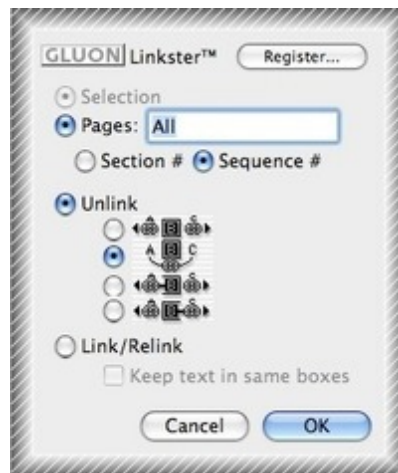 GLUON Linkster™ Register...
Selection
Pages: All
Section # Sequence #
Unlink
A B C
Link/Relink
Keep text in same boxes
Cancel OK